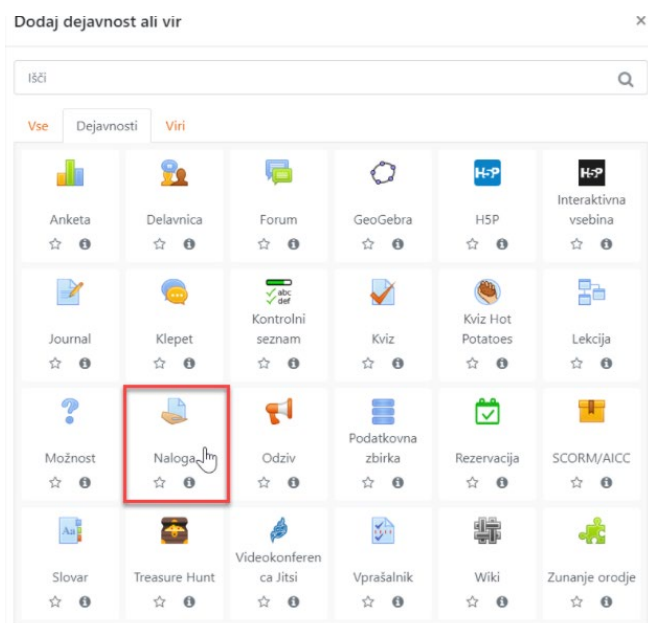 Dodaj dejavnost ali vir ×
Išči
Vse Dejavnosti Viri
H-P H-P
Anketa Delavnica Forum GeoGebra H5P Interaktivna
vsebina
abc
def
Journal Klepet Kontrolni
seznam Kviz Kviz Hot
Potatoes Lekcija
?
Možnost Naloga Odziv Podatkovna
zbirka Rezervacija SCORM/AICC
Aa
Slovar Treasure Hunt Videokonferen
ca Jitsi Vprašalnik Wiki Zunanje orodje